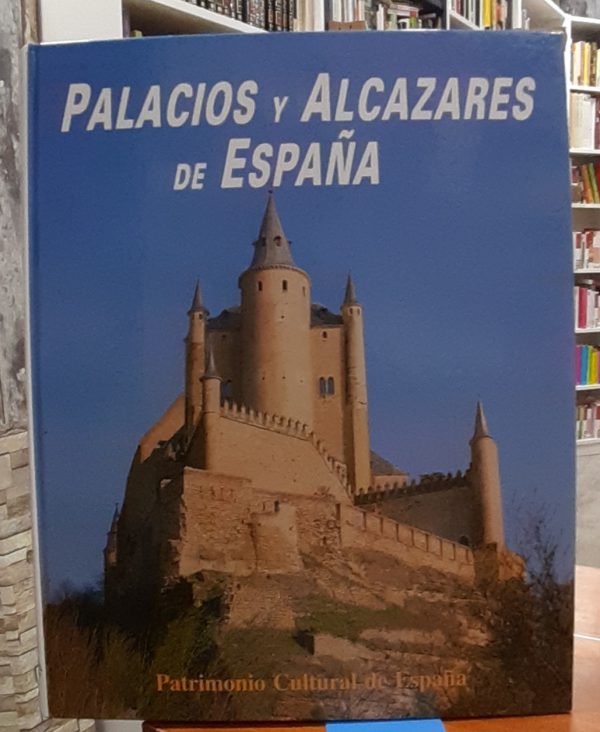 PALACIOS Y ALCAZARES
DE ESPAÑA
Patrimonio Cultural de España